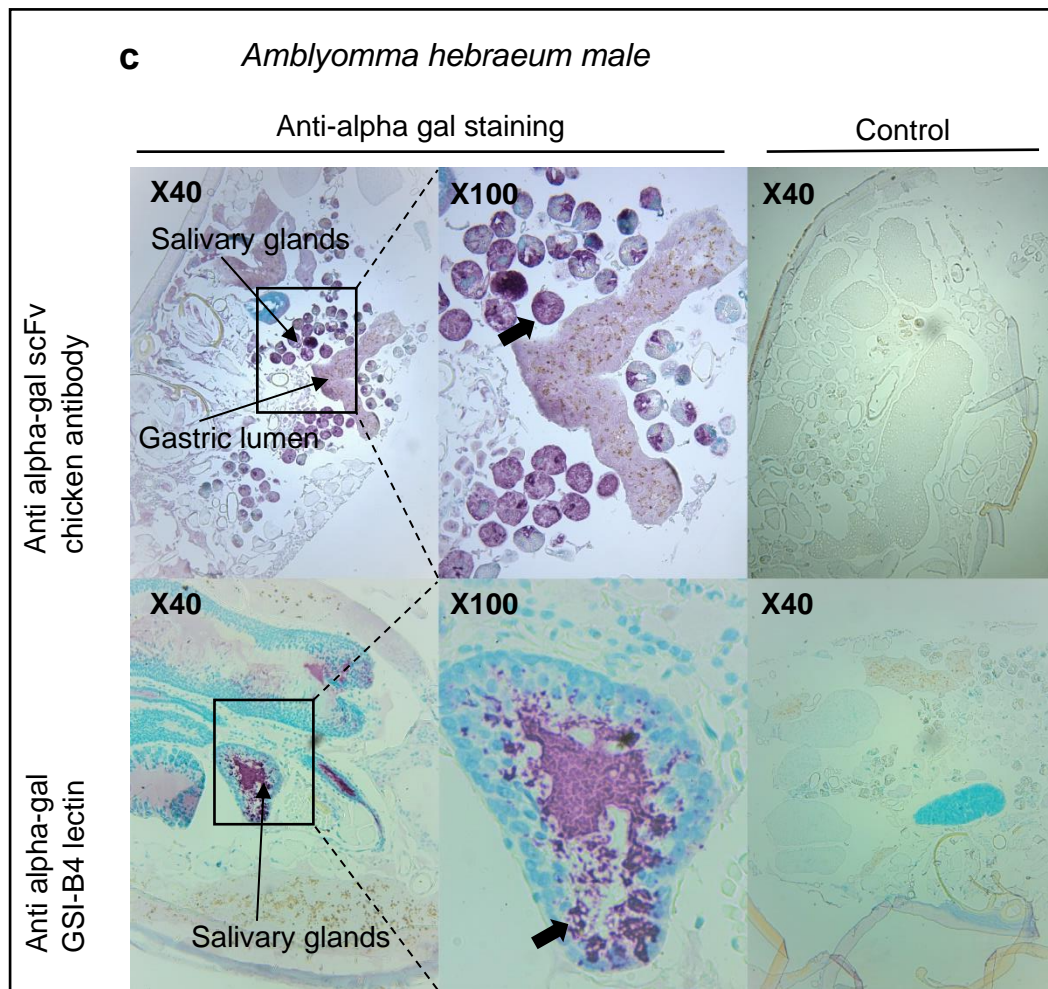 c
Amblyomma hebraeum male
Anti-alpha gal staining
Control
Anti alpha-gal scFv
chicken antibody
X40
Salivary glands
Gastric lumen
X100
X40
Anti alpha-gal
GSI-B4 lectin
X40
Salivary glands
X100
X40